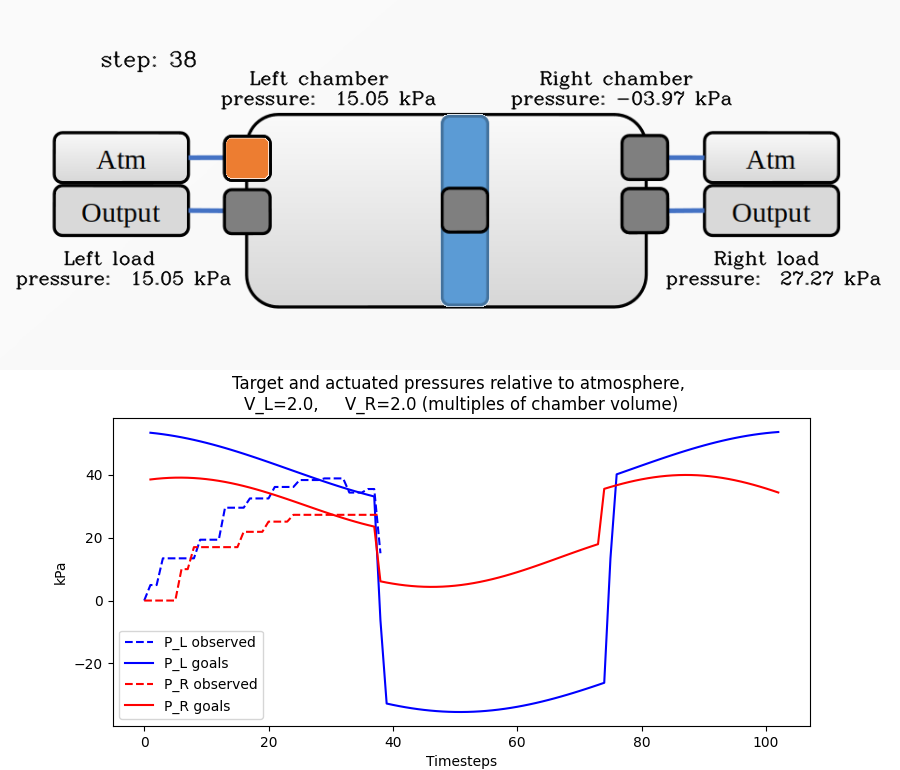 step: 38
Left chamber
pressure:  15.05 kPa
Right chamber
pressure: −03.97 kPa
Atm
Output
Atm
Output
Left load
pressure:  15.05 kPa
Right load
pressure:  27.27 kPa
Target and actuated pressures relative to atmosphere,
V_L=2.0,     V_R=2.0 (multiples of chamber volume)
kPa
40
20
0
−20
P_L observed
P_L goals
P_R observed
P_R goals
0 20 40 60 80 100
Timesteps